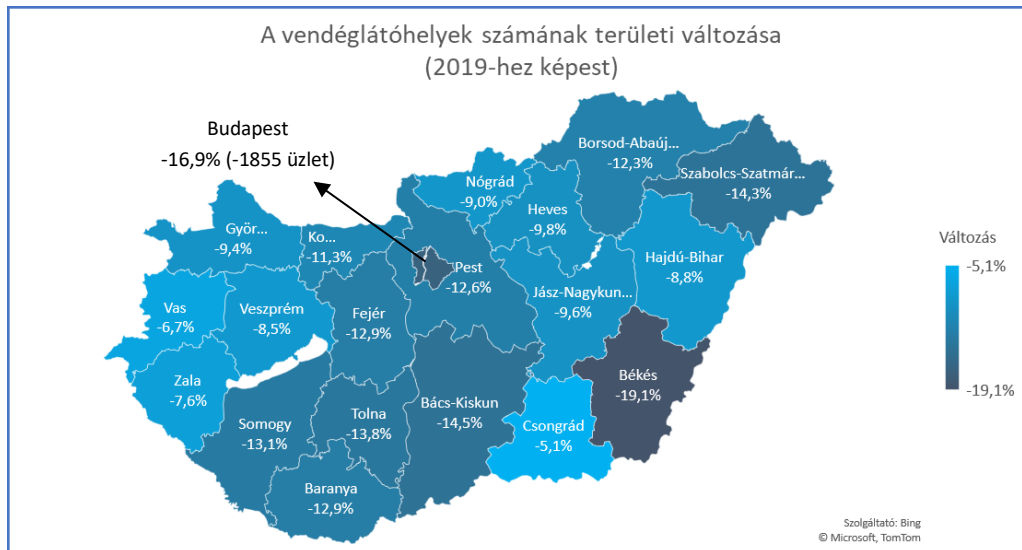 A vendéglátóhelyek számának területi változása
(2019-hez képest)
Budapest
-16,9% (-1855 üzlet)
Borsod-Abaúj...
-12,3%
Szabolcs-Szatmár...
-14,3%
Nógrád
-9,0%
Heves
-9,8%
Győr...
-9,4%
Ko...
-11,3%
Pest
-12,6%
Hajdú-Bihar
-8,8%
Jász-Nagykun...
-9,6%
Vas
-6,7%
Veszprém
-8,5%
Fejér
-12,9%
Zala
-7,6%
Somogy
-13,1%
Tolna
-13,8%
Bács-Kiskun
-14,5%
Csongrád
-5,1%
Békés
-19,1%
Baranya
-12,9%
Változás
-5,1%
-19,1%
Szolgáltató: Bing
© Microsoft, TomTom